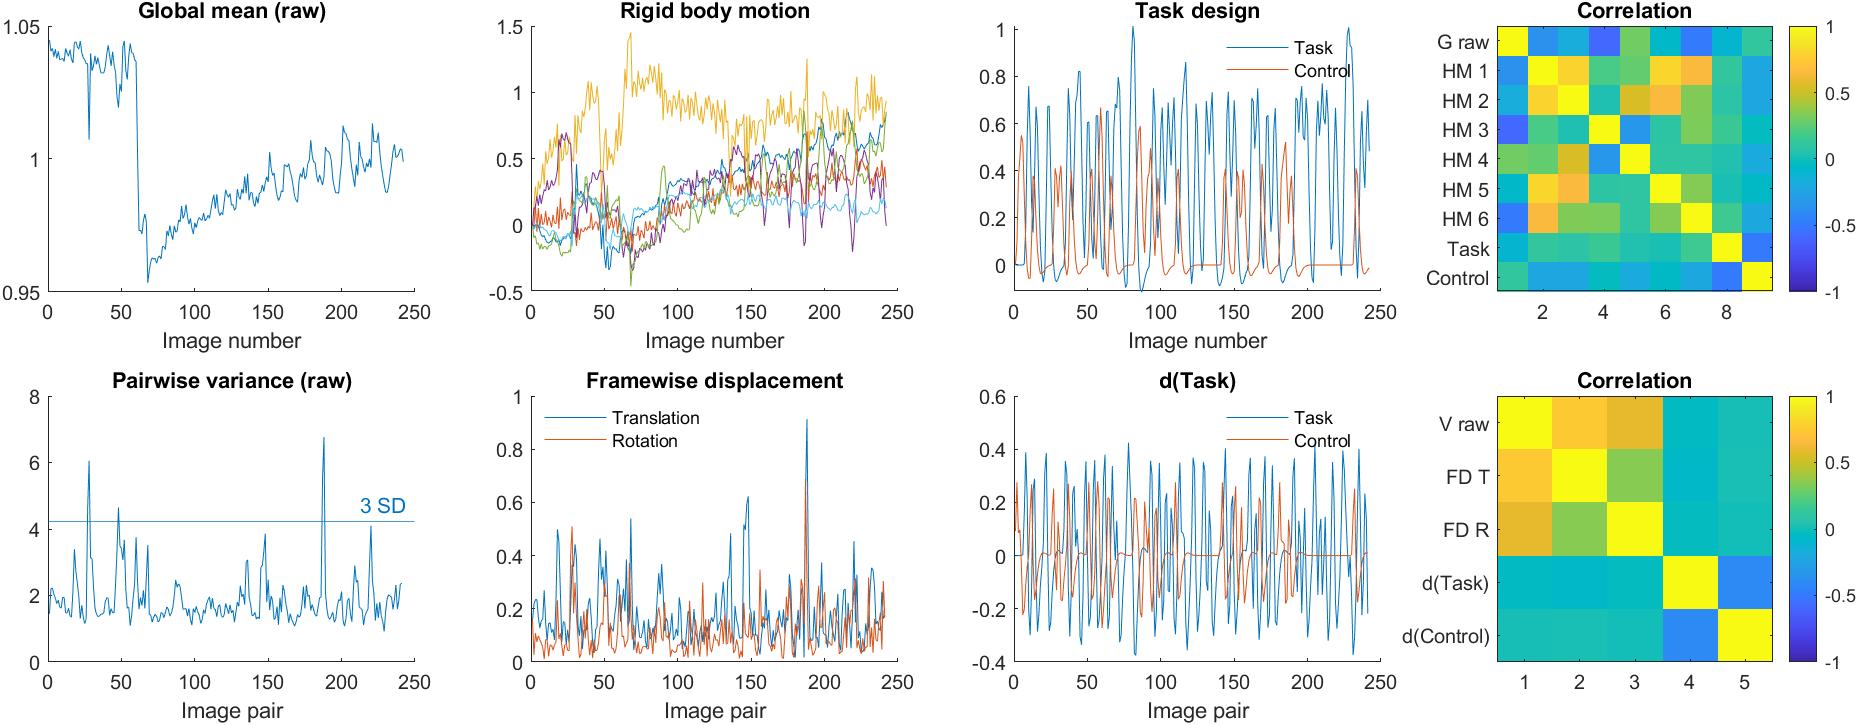 Global mean (raw)
1.05
1
0.95
0 50 100 150 200 250
Image number
Rigid body motion
1.5
1
0.5
0
-0.5
0 50 100 150 200 250
Image number
Task design
1
0.8
0.6
0.4
0.2
0
Task
Control
0 50 100 150 200 250
Image number
Correlation
G raw
HM 1
HM 2
HM 3
HM 4
HM 5
HM 6
Task
Control
2 4 6 8
1
0.5
0
-0.5
-1
Pairwise variance (raw)
8
6
4
2
0
3 SD
0 50 100 150 200 250
Image pair
Framewise displacement
1
0.8
0.6
0.4
0.2
0
Translation
Rotation
0 50 100 150 200 250
Image pair
d(Task)
0.6
0.4
0.2
0
-0.2
-0.4
Task
Control
0 50 100 150 200 250
Image pair
Correlation
V raw
FD T
FD R
d(Task)
d(Control)
1 2 3 4 5
1
0.5
0
-0.5
-1